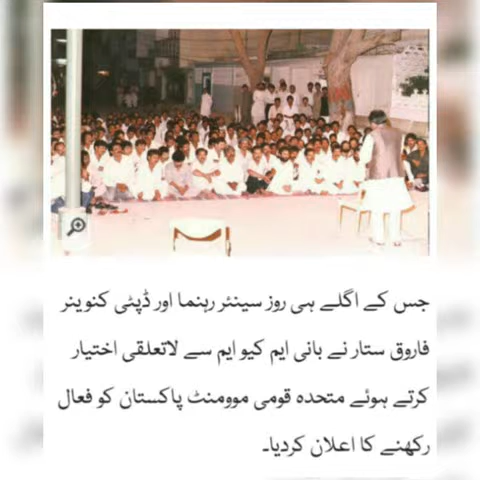 جس کے اگلے ہی روز سینئر رہنما اور ڈپٹی کنوینر
فاروق ستار نے بانی ایم کیو ایم سے لاتعلقی اختیار
کرتے ہوئے متحدہ قومی موومنٹ پاکستان کو فعال
رکھنے کا اعلان کردیا۔